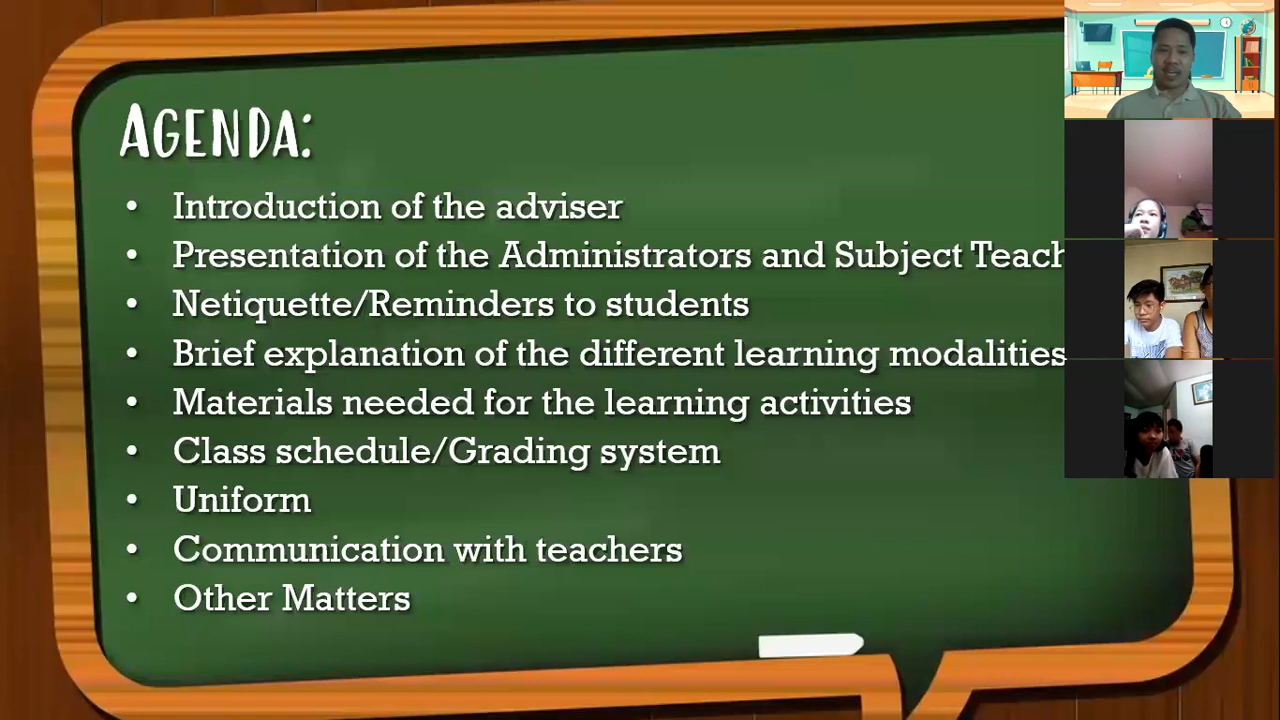 AGENDA:
• Introduction of the adviser
• Presentation of the Administrators and Subject
• Netiquette/Reminders to students
• Brief explanation of the different learning modalities
• Materials needed for the learning activities
• Class schedule/Grading system
• Uniform
• Communication with teachers
• Other Matters